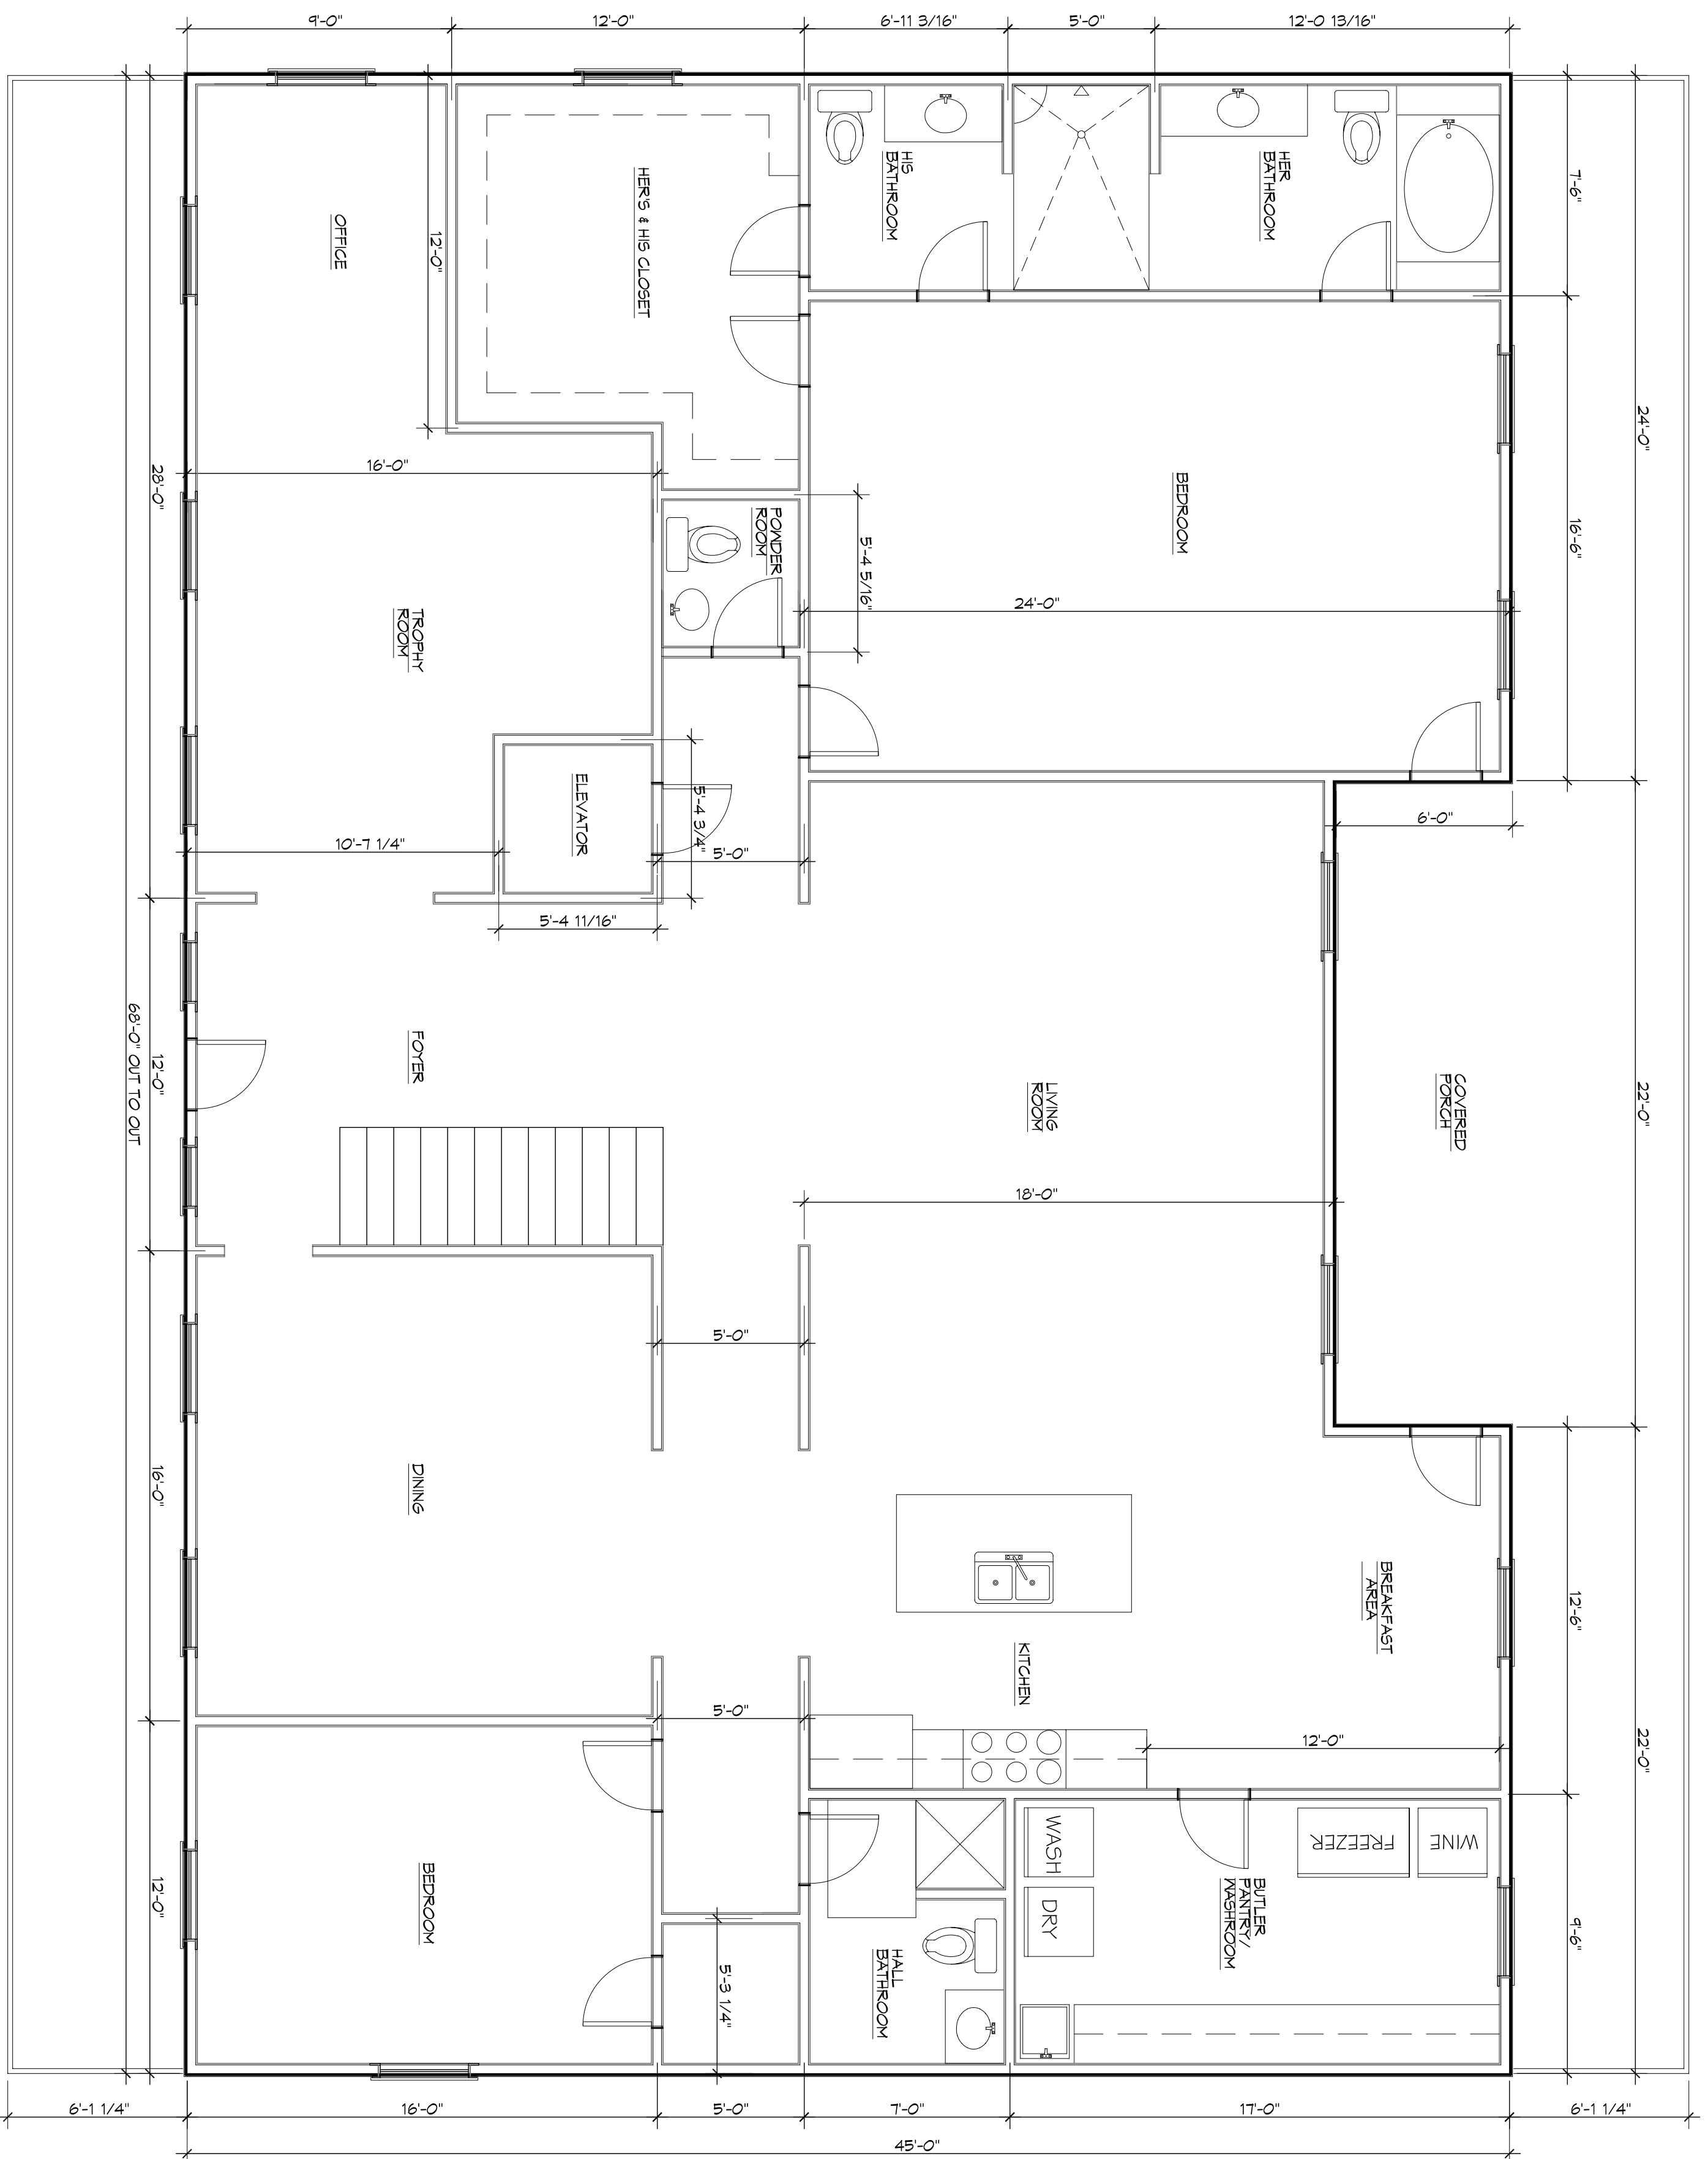 9'-0"
12'-0"
6'-11 3/16"
5'-0"
12'-0 13/16"
HIS
BATHROOM
HER
BATHROOM
7'-6"
OFFICE
12'-0"
HER'S & HIS CLOSET
24'-0"
28'-0"
16'-0"
BEDROOM
16'-6"
POWDER
ROOM
5'-4 5/16"
24'-0"
TROPHY
ROOM
ELEVATOR
5'-4 3/4"
10'-7 1/4"
5'-0"
6'-0"
5'-4 11/16"
68'-0" OUT TO OUT
12'-0"
FOYER
LIVING
ROOM
COVERED
PORCH
22'-0"
18'-0"
5'-0"
16'-0"
DINING
BREAKFAST
AREA
12'-6"
KITCHEN
5'-0"
12'-0"
22'-0"
WASH
FREEZER
WINE
DRY
BUTLER
PANTRY/
WASHROOM
12'-0"
BEDROOM
HALL
BATHROOM
9'-6"
5'-3 1/4"
6'-1 1/4"
16'-0"
5'-0"
7'-0"
17'-0"
6'-1 1/4"
45'-0"